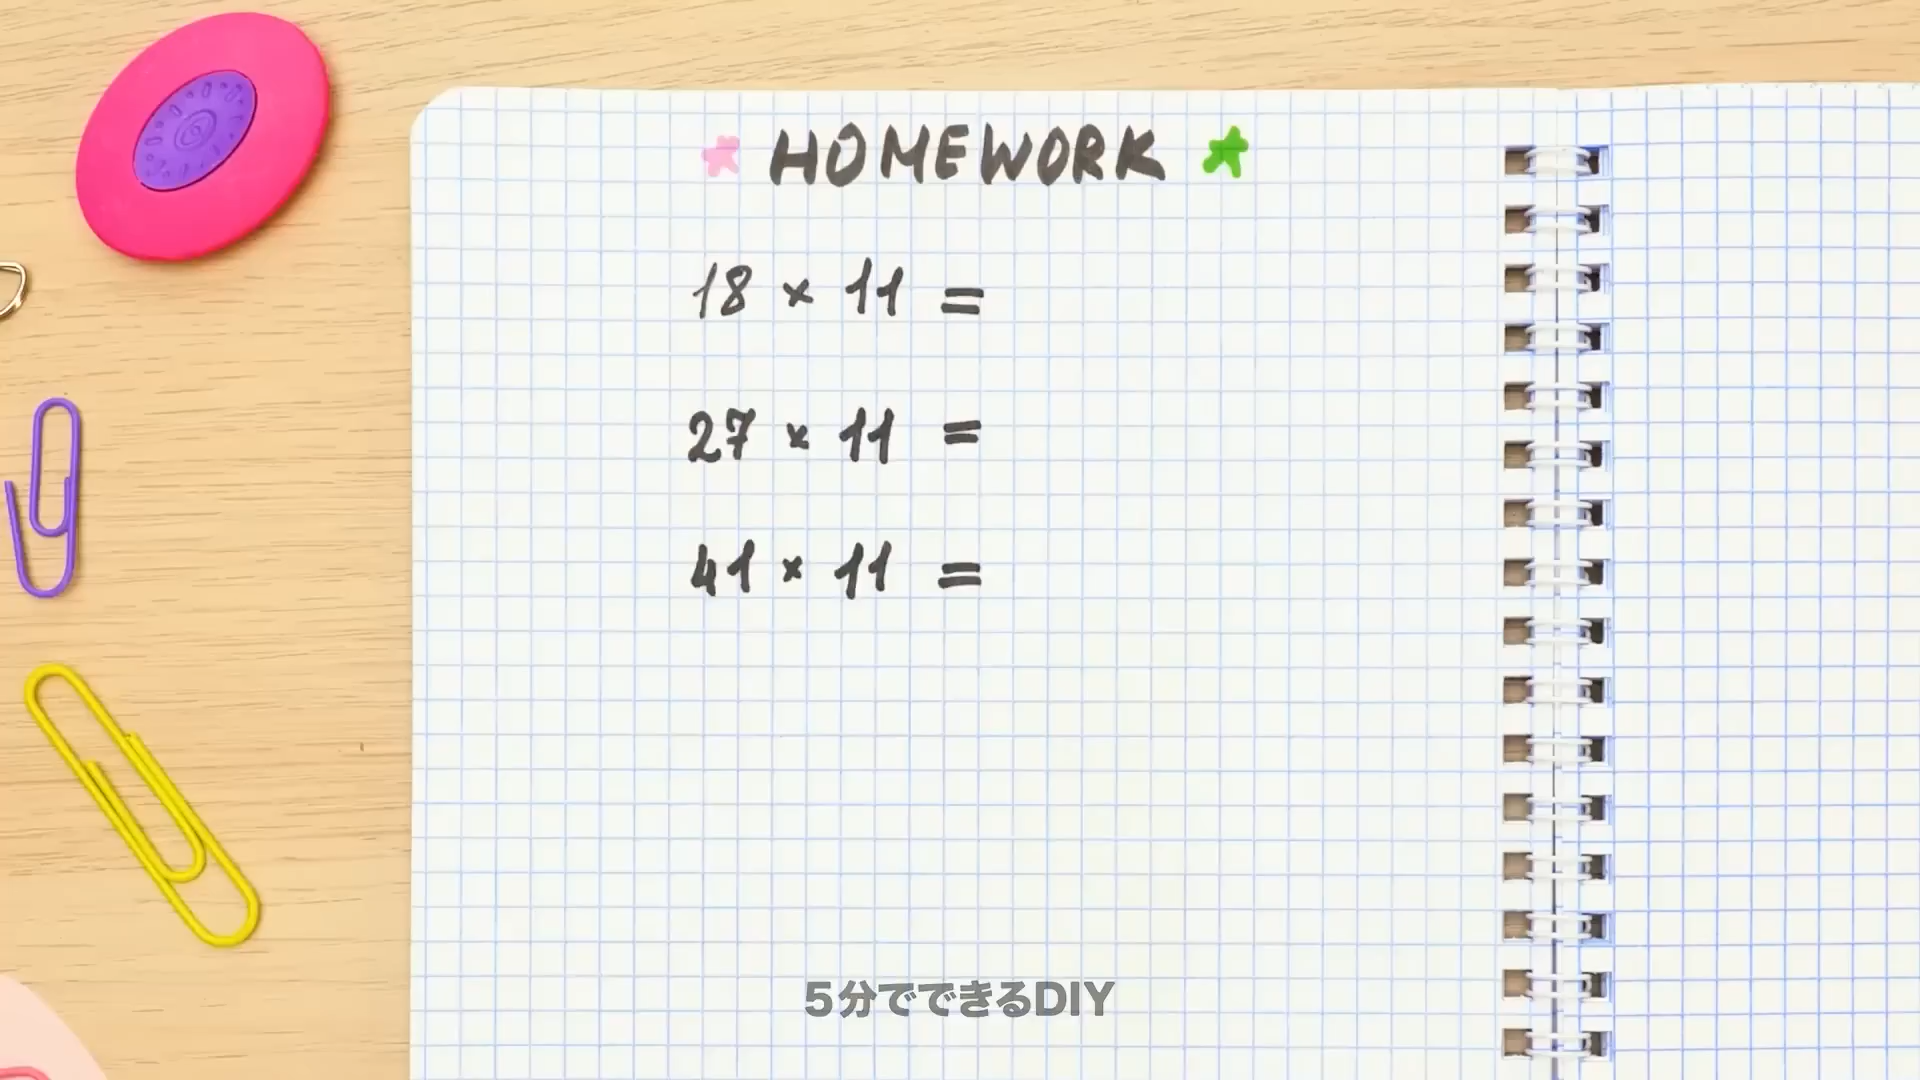 HOMEWORK
18 × 11 =
27 × 11 =
41 × 11 =
5分でできるDIY